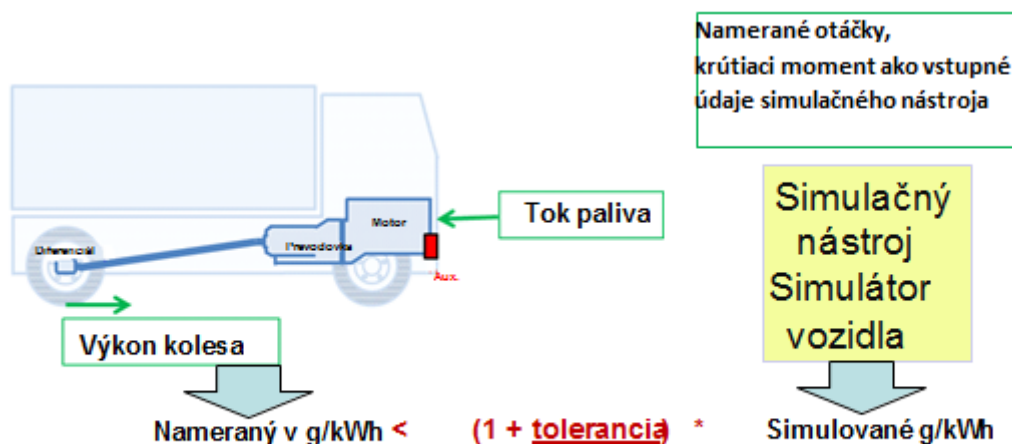 Namerané otáčky,
krútiaci moment ako vstupné
údaje simulačného nástroja
Simulačný
nástroj
Simulátor
vozidla
Tok paliva
Motor
Prevodovka
Diferenciál
Aux.
Výkon kolesa
Nameraný v g/kWh < (1 + tolerancia) * Simulované g/kWh